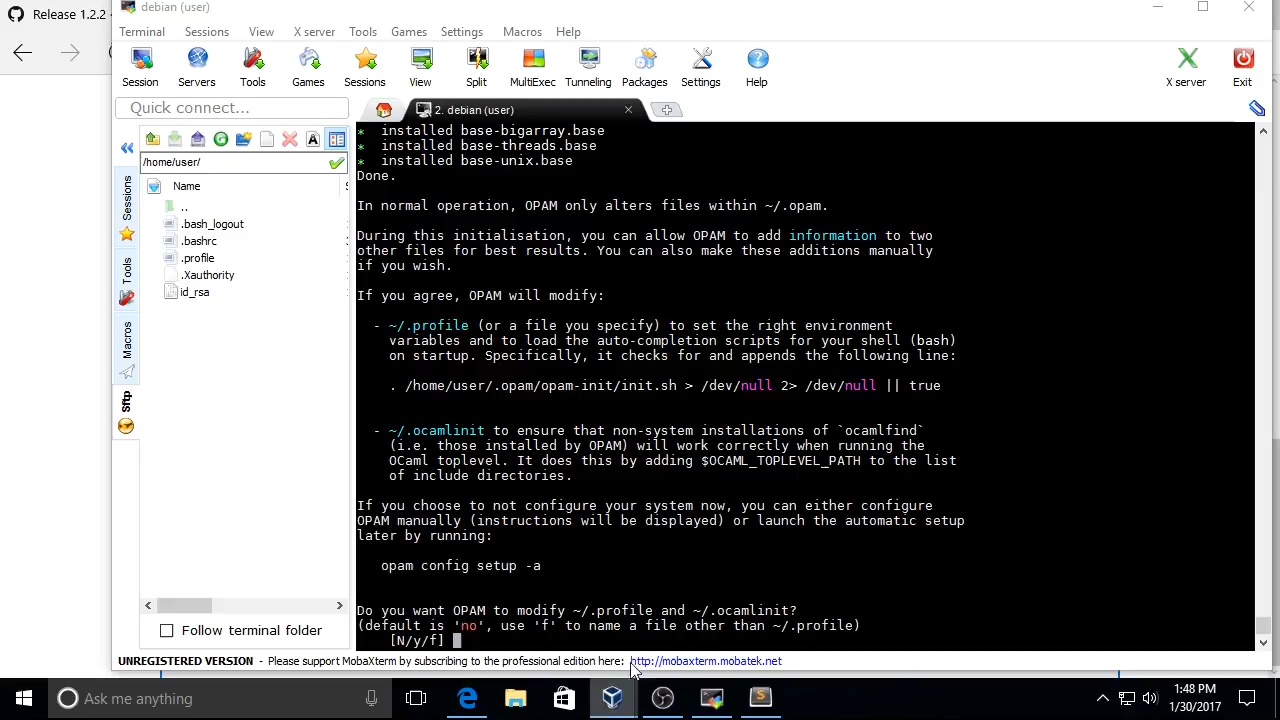 Release 1.2.2
debian (user)
Terminal Sessions View X server Tools Games Settings Macros Help
Session Servers Tools Games Sessions View Split MultiExec Tunneling Packages Settings Help X server Exit
Quick connect...
2. debian (user)
/home/user/
Name
..
.bash_logout
.bashrc
.profile
.Xauthority
id_rsa
Sessions
Tools
Macros
Sftp
Follow terminal folder
* installed base-bigarray.base
* installed base-threads.base
* installed base-unix.base
Done.
In normal operation, OPAM only alters files within ~/.opam.
During this initialisation, you can allow OPAM to add information to two
other files for best results. You can also make these additions manually
if you wish.
If you agree, OPAM will modify:
- ~/.profile (or a file you specify) to set the right environment
variables and to load the auto-completion scripts for your shell (bash)
on startup. Specifically, it checks for and appends the following line:
. /home/user/.opam/opam-init/init.sh > /dev/null 2> /dev/null || true
- ~/.ocamlinit to ensure that non-system installations of `ocamlfind`
(i.e. those installed by OPAM) will work correctly when running the
OCaml toplevel. It does this by adding $OCAML_TOPLEVEL_PATH to the list
of include directories.
If you choose to not configure your system now, you can either configure
OPAM manually (instructions will be displayed) or launch the automatic setup
later by running:
opam config setup -a
Do you want OPAM to modify ~/.profile and ~/.ocamlinit?
(default is 'no', use 'f' to name a file other than ~/.profile)
[N/y/f]
UNREGISTERED VERSION - Please support MobaXterm by subscribing to the professional edition here: http://mobaxterm.mobatek.net
Ask me anything
1:48 PM
1/30/2017